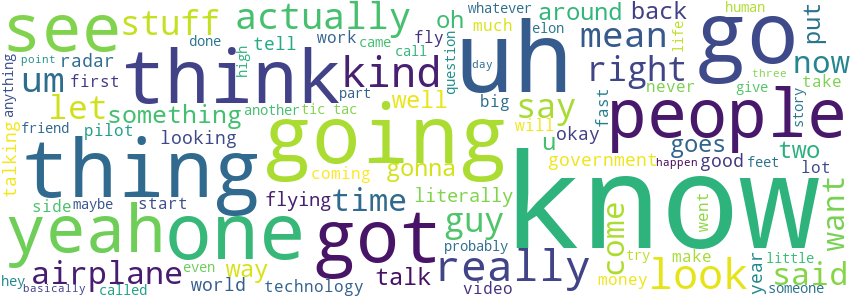 see
stuff
actually
oh
whatever
much
done
tell
work
came
call
fly
question
elon
around
back
human
life
put
point
radar
um
first
high
think
kind
part
day
uh
mean
right
go
now
three
anything
let
something
another
tic tac
well
big
say
will
fast
never
give
take
story
people
talking
friend
pilot
looking
going
gonna
coming
okay
u
government
goes
good
happen
feet
two
lot
thing
know
side
maybe
start
flying
time
literally
guy
probably
come
went
want
yeah
one
got
way
even
airplane
hey
basically
called
world
technology
talk
video
really
money
try
make
look
year
little
someone
said